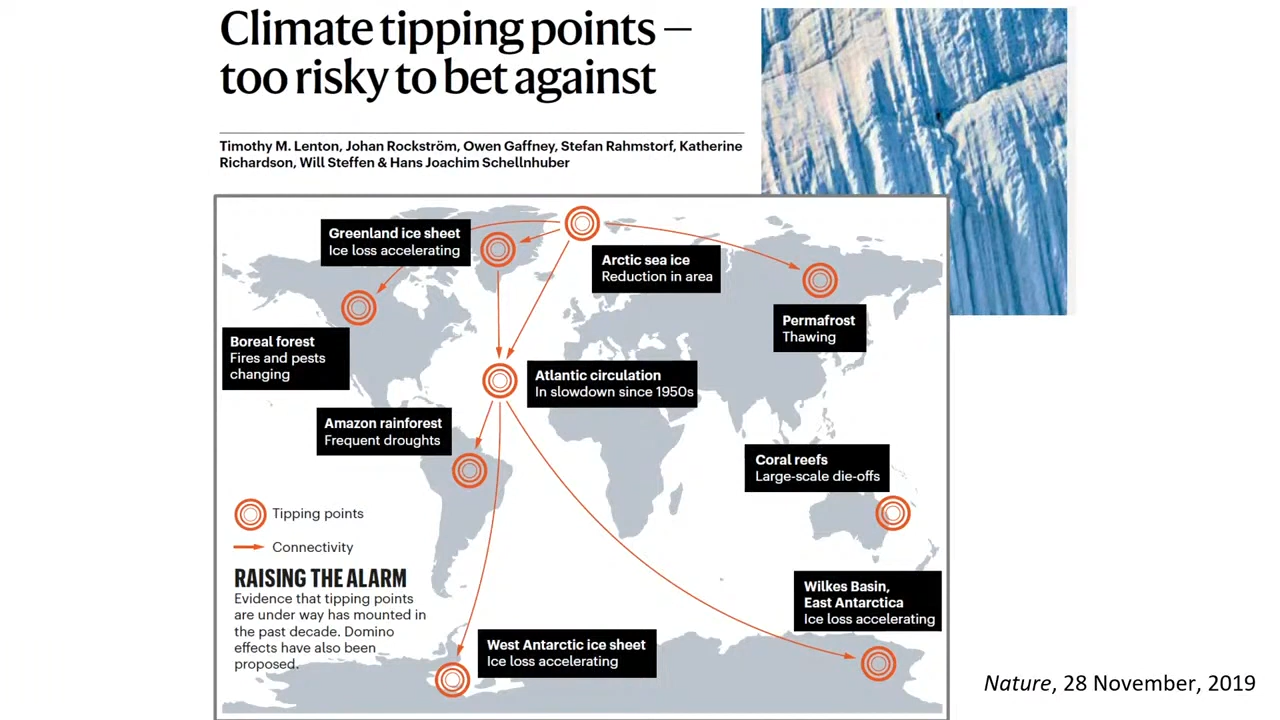 Climate tipping points —
too risky to bet against
Timothy M. Lenton, Johan Rockström, Owen Gaffney, Stefan Rahmstorf, Katherine
Richardson, Will Steffen & Hans Joachim Schellnhuber
Greenland ice sheet
Ice loss accelerating
Arctic sea ice
Reduction in area
Permafrost
Thawing
Boreal forest
Fires and pests
changing
Atlantic circulation
In slowdown since 1950s
Amazon rainforest
Frequent droughts
Coral reefs
Large-scale die-offs
Tipping points
Connectivity
RAISING THE ALARM
Evidence that tipping points
are under way has mounted in
the past decade. Domino
effects have also been
proposed.
Wilkes Basin,
East Antarctica
Ice loss accelerating
West Antarctic ice sheet
Ice loss accelerating
Nature, 28 November, 2019